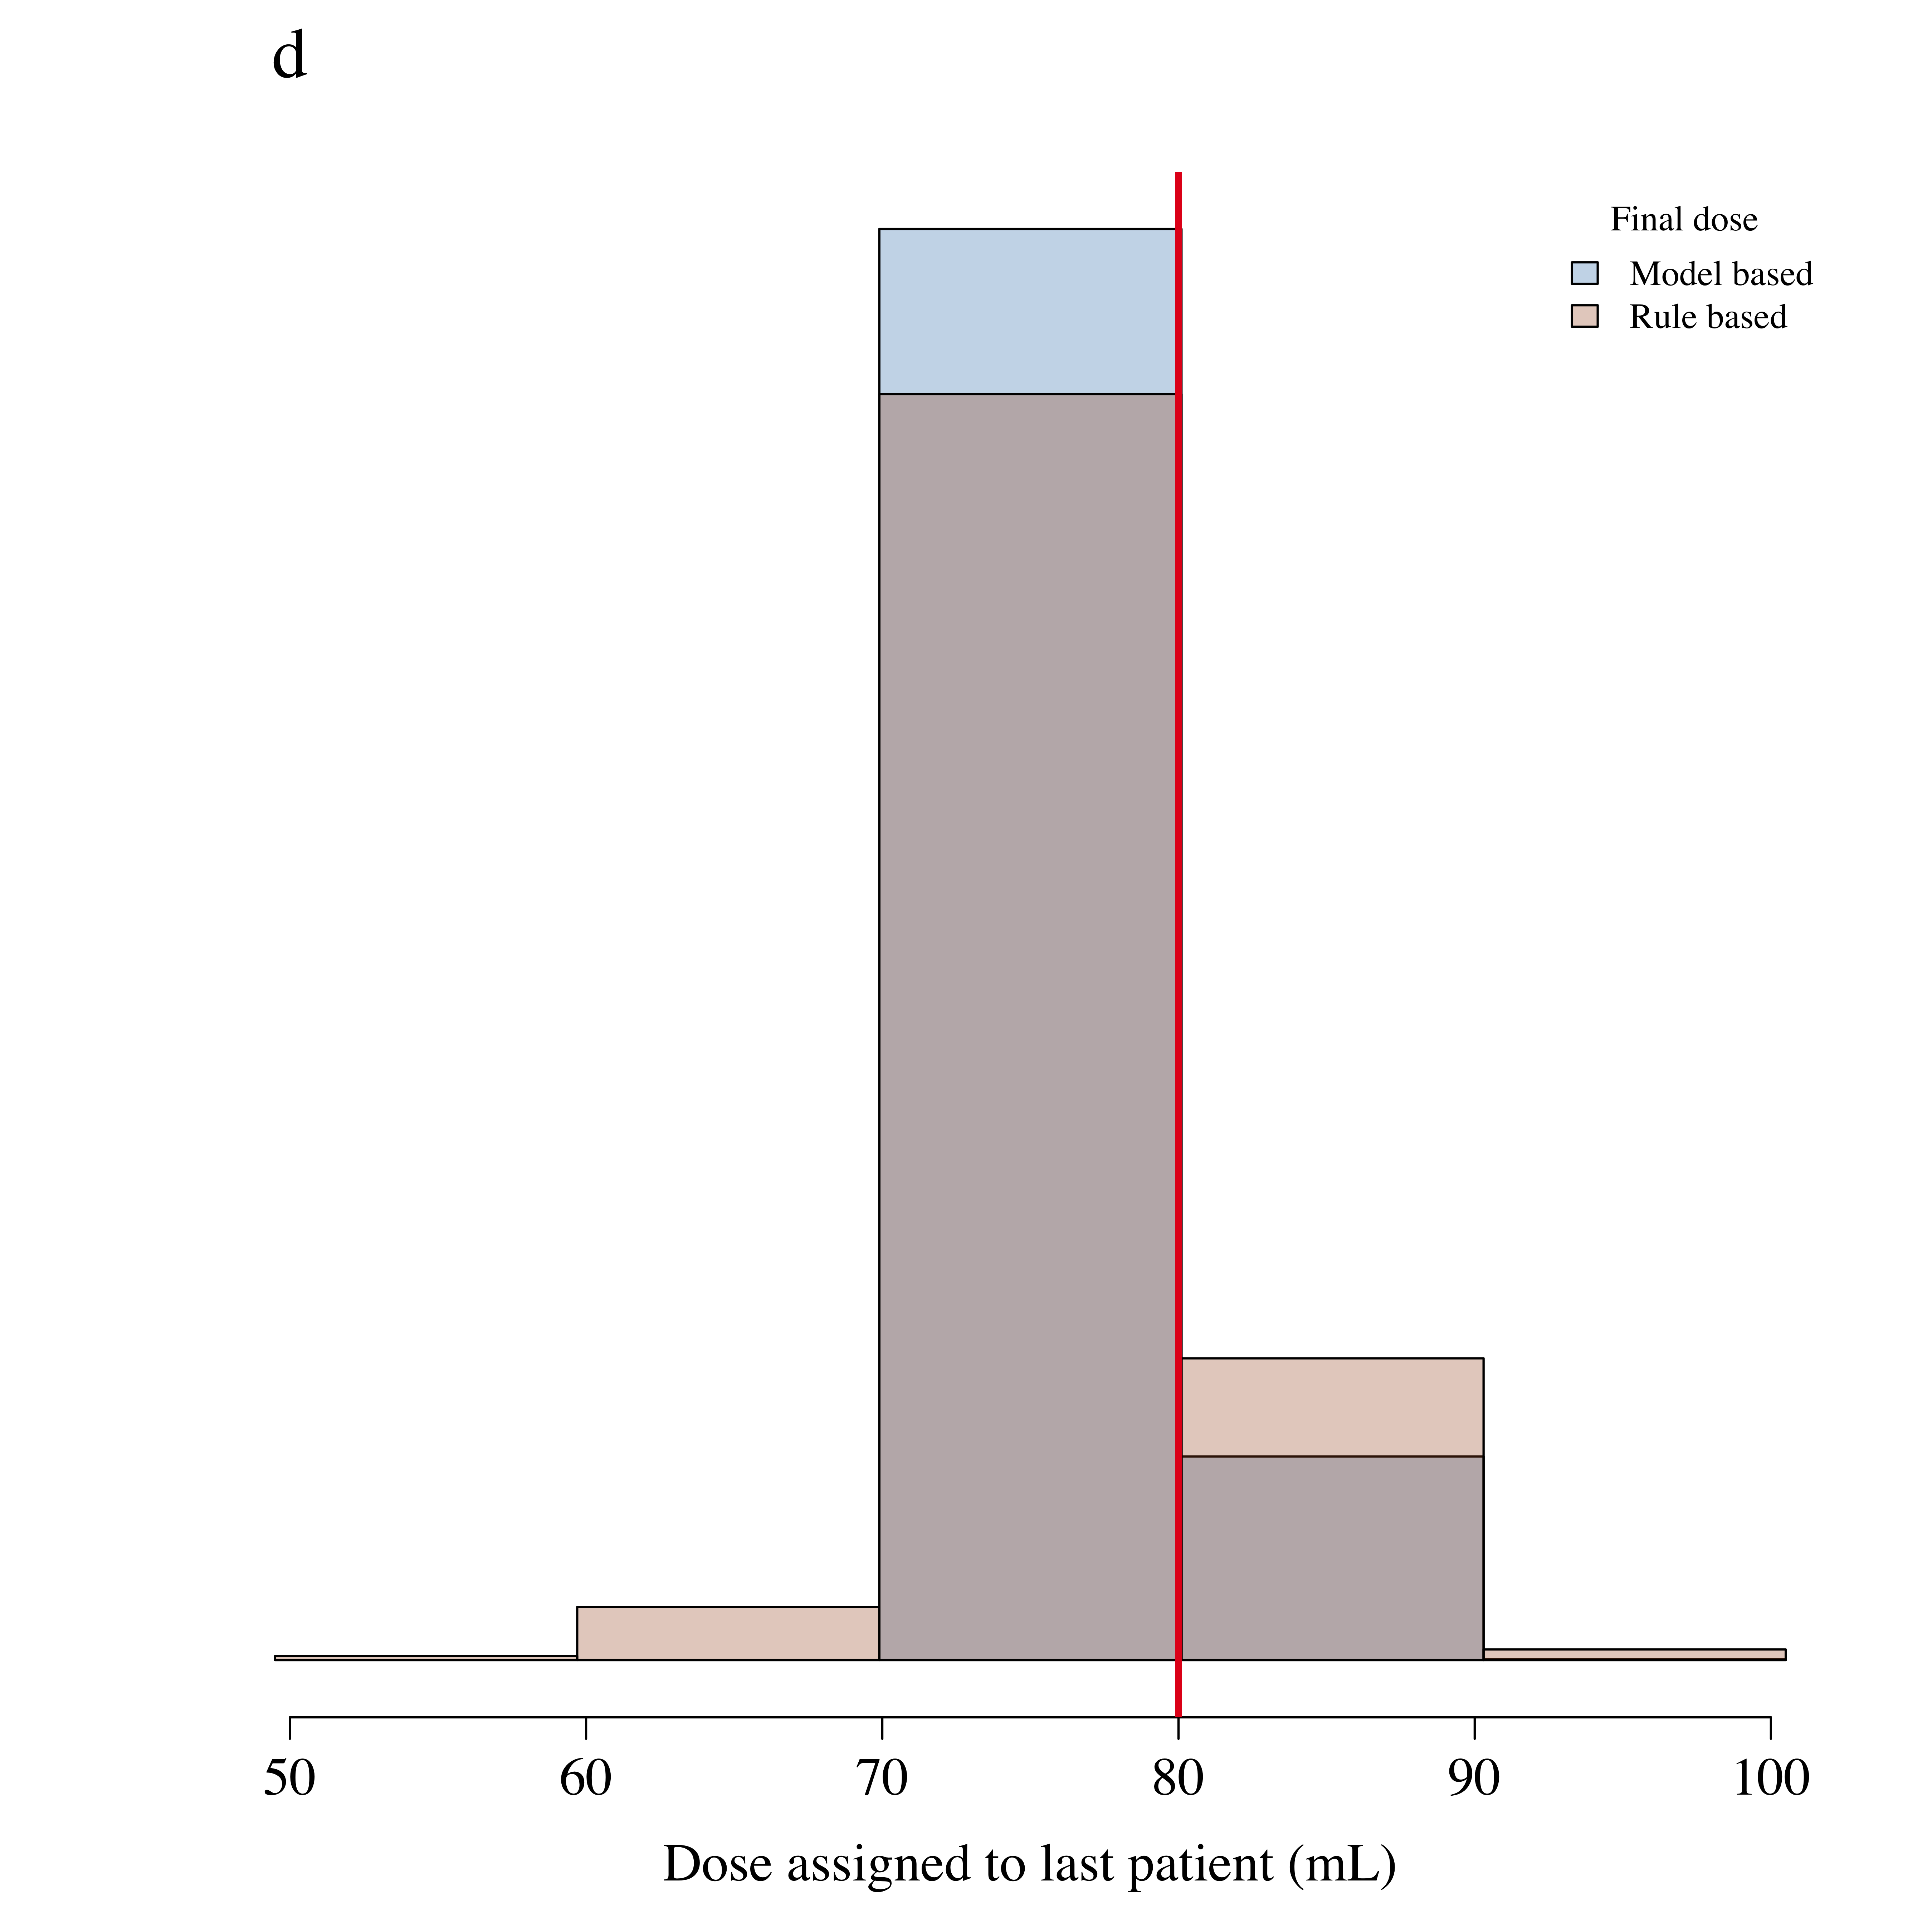 d
Final dose
Model based
Rule based
50 60 70 80 90 100
Dose assigned to last patient (mL)